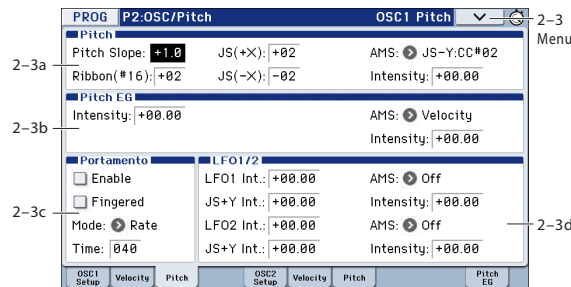 PROG P2:OSC/Pitch OSC1 Pitch
2–3
Menu
Pitch
Pitch Slope: +1.0 JS(+X): +02 AMS: JS-Y:CC#02
2–3a
Ribbon(#16): +02 JS(-X): -02 Intensity: +00.00
Pitch EG
Intensity: +00.00 AMS: Velocity
2–3b
Intensity: +00.00
Portamento LFO1/2
Enable LFO1 Int.: +00.00 AMS: Off
Fingered JS+Y Int.: +00.00 Intensity: +00.00
2–3c
Mode: Rate LFO2 Int.: +00.00 AMS: Off
2–3d
Time: 040 JS+Y Int.: +00.00 Intensity: +00.00
OSC1 Setup Velocity Pitch OSC2 Setup Velocity Pitch Pitch EG